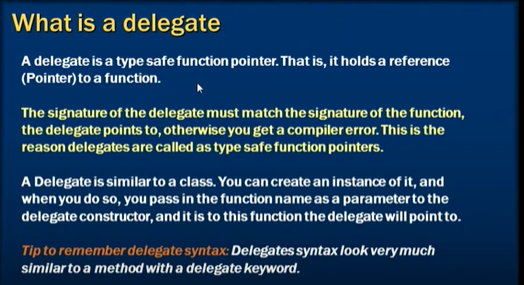 What is a delegate
A delegate is a type safe function pointer. That is, it holds a reference
(Pointer) to a function.
The signature of the delegate must match the signature of the function,
the delegate points to, otherwise you get a compiler error. This is the
reason delegates are called as type safe function pointers.
A Delegate is similar to a class. You can create an instance of it, and
when you do so, you pass in the function name as a parameter to the
delegate constructor, and it is to this function the delegate will point to.
Tip to remember delegate syntax: Delegates syntax look very much
similar to a method with a delegate keyword.